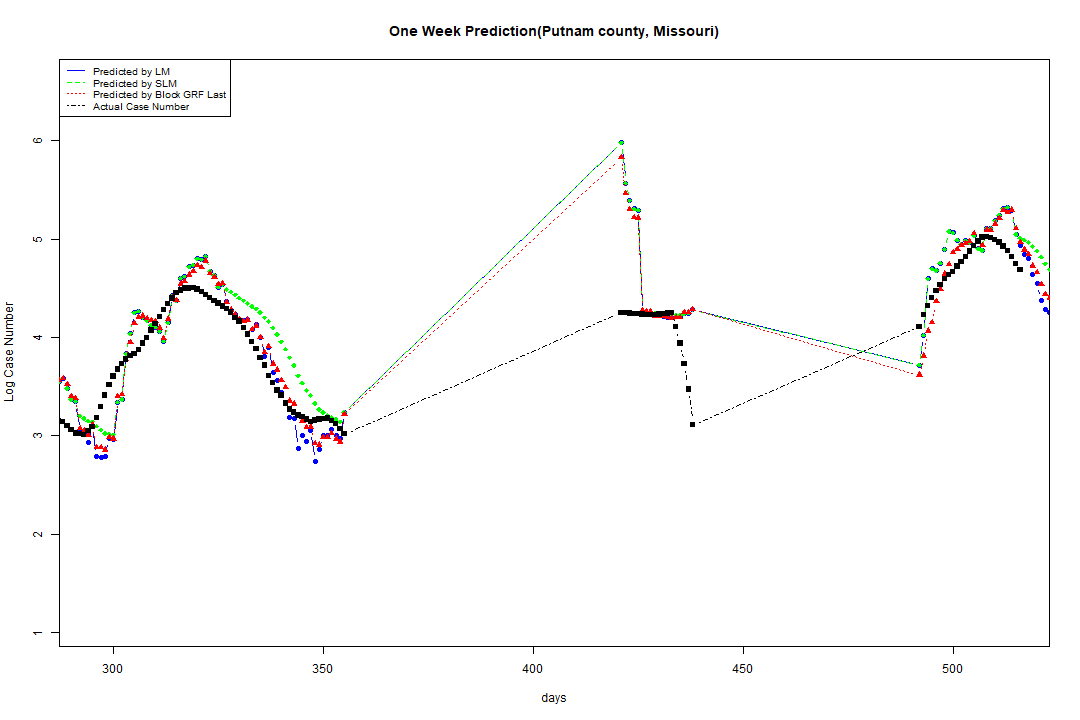 One Week Prediction(Putnam county, Missouri)
Predicted by LM
Predicted by SLM
Predicted by Block GRF Last
Actual Case Number
Log Case Number
6
5
4
3
2
1
300 350 400 450 500
days